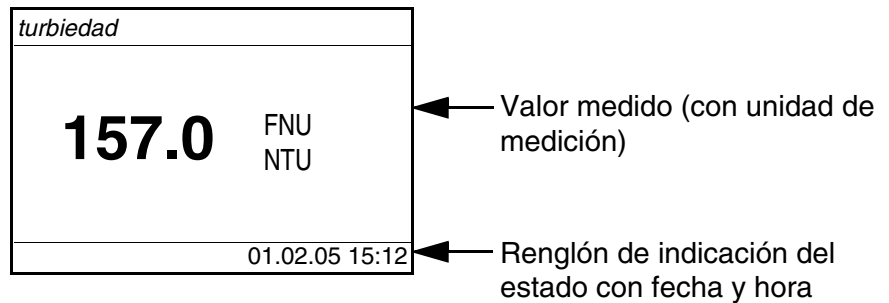 turbiedad
157.0 FNU
NTU
Valor medido (con unidad de
medición)
01.02.05 15:12
Renglón de indicación del
estado con fecha y hora